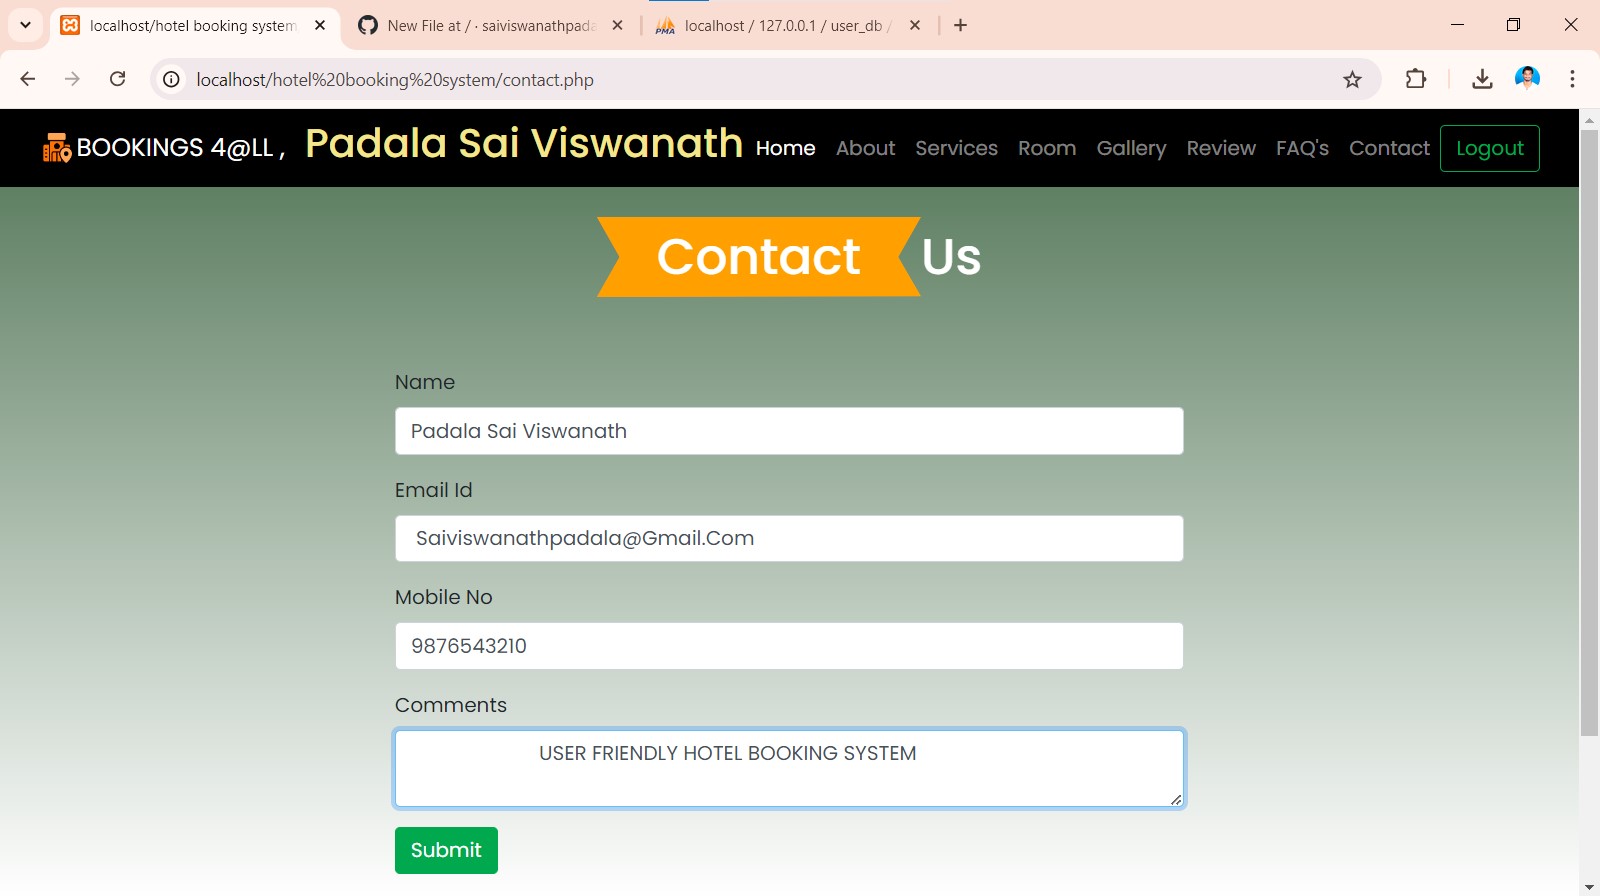 localhost/hotel booking system
New File at / · saiviswanathpada
localhost / 127.0.0.1 / user_db /
localhost/hotel%20booking%20system/contact.php
BOOKINGS 4@LL , Padala Sai Viswanath Home About Services Room Gallery Review FAQ's Contact Logout
Contact Us
Name
Padala Sai Viswanath
Email Id
Saiviswanathpadala@Gmail.Com
Mobile No
9876543210
Comments
USER FRIENDLY HOTEL BOOKING SYSTEM
Submit